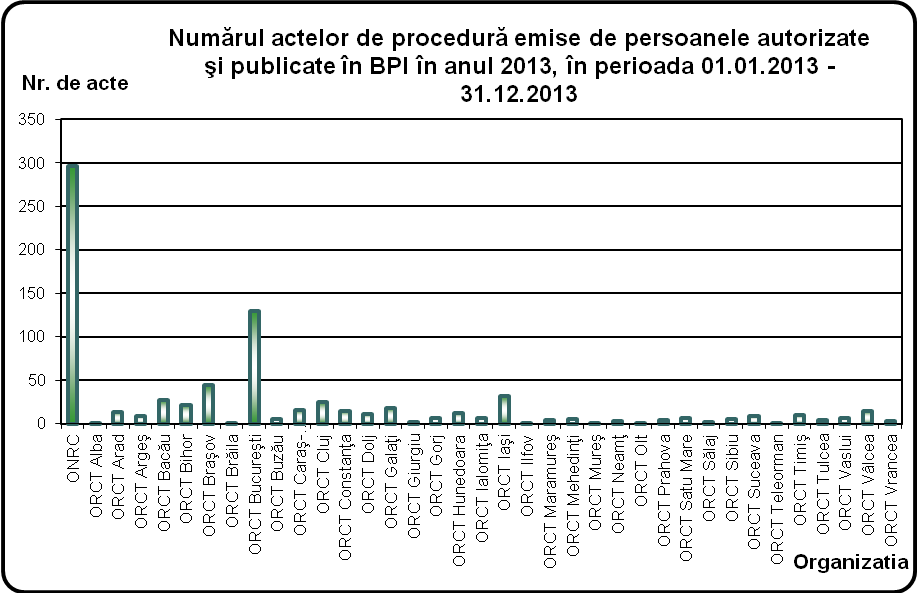 Numărul actelor de procedură emise de persoanele autorizate
şi publicate în BPI în anul 2013, în perioada 01.01.2013 -
31.12.2013
Nr. de acte
350
300
250
200
150
100
50
0
ONRC
ORCT Alba
ORCT Arad
ORCT Argeş
ORCT Bacău
ORCT Bihor
ORCT Braşov
ORCT Brăila
ORCT Bucureşti
ORCT Buzău
ORCT Caraş-...
ORCT Cluj
ORCT Constanţa
ORCT Dolj
ORCT Galaţi
ORCT Giurgiu
ORCT Gorj
ORCT Hunedoara
ORCT Ialomiţa
ORCT Iaşi
ORCT Ilfov
ORCT Maramureş
ORCT Mehedinţi
ORCT Mureş
ORCT Neamţ
ORCT Olt
ORCT Prahova
ORCT Satu Mare
ORCT Sălaj
ORCT Sibiu
ORCT Suceava
ORCT Teleorman
ORCT Timiş
ORCT Tulcea
ORCT Vaslui
ORCT Vâlcea
ORCT Vrancea
Organizatia